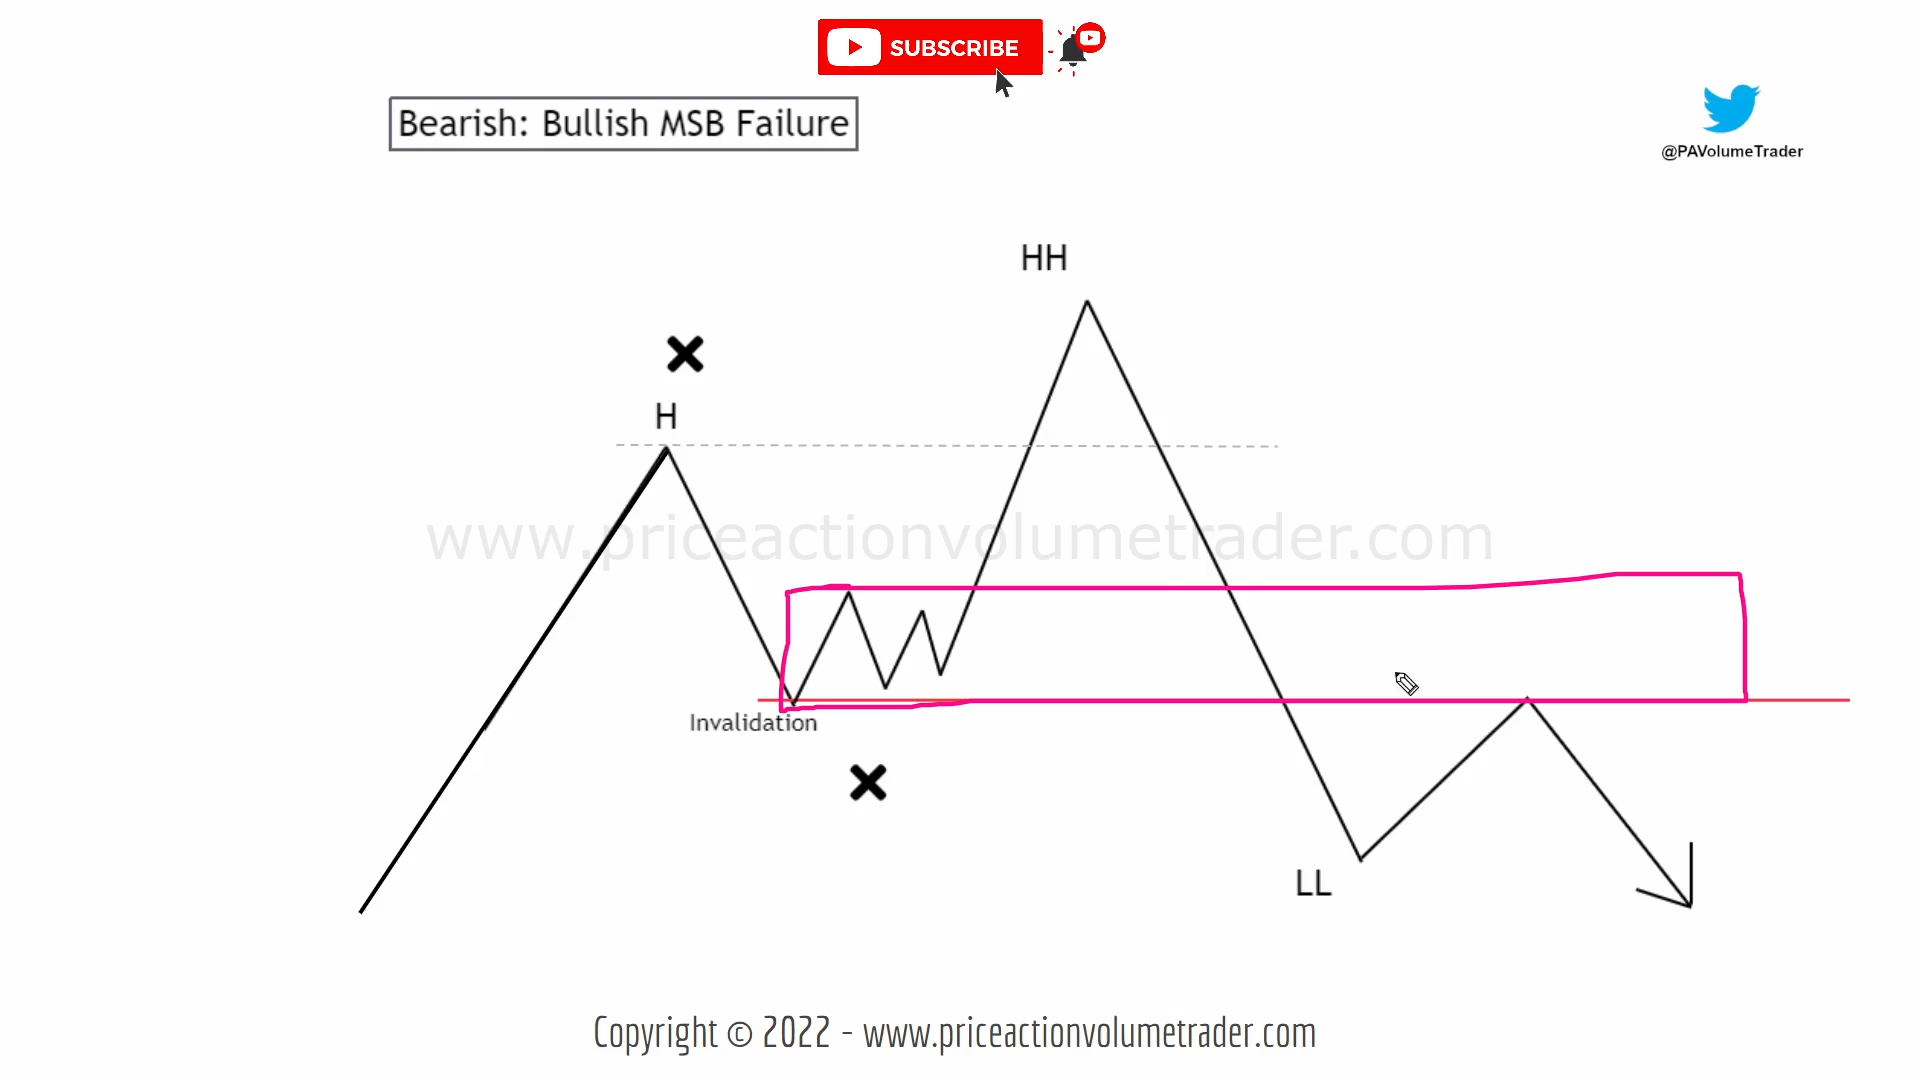 SUBSCRIBE
Bearish: Bullish MSB Failure
@PAVolumeTrader
HH
H
www.priceactionvolumetrader.com
Invalidation
LL
Copyright © 2022 - www.priceactionvolumetrader.com